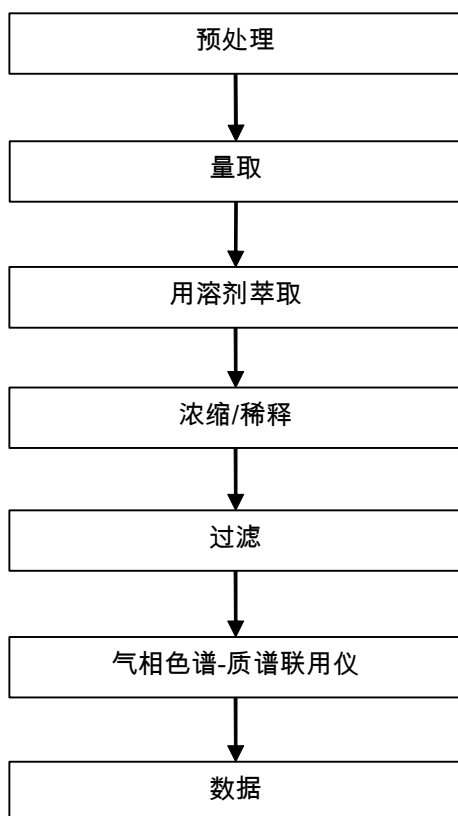 预处理
量取
用溶剂萃取
浓缩/稀释
过滤
气相色谱-质谱联用仪
数据